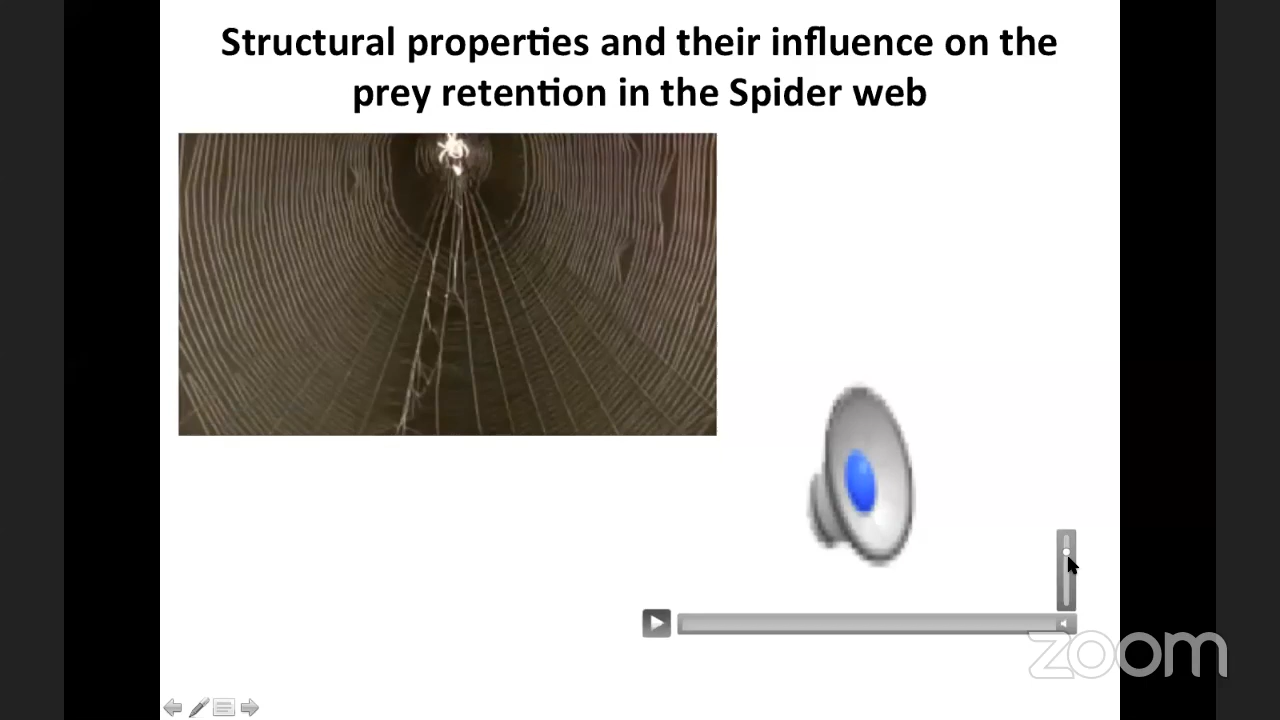 Structural properties and their influence on the
prey retention in the Spider web
zoom